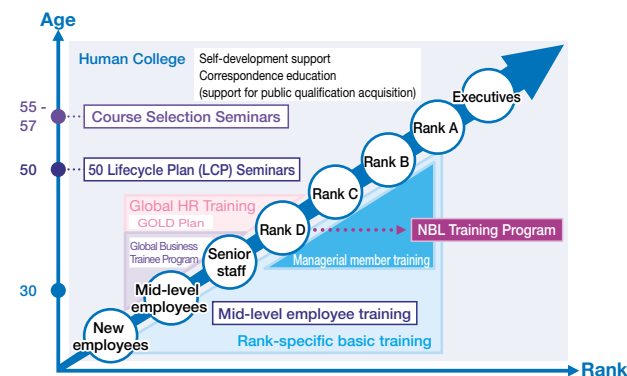 Age
Human College
Self-development support
Correspondence education
(support for public qualification acquisition)
Executives
55 -
57
Course Selection Seminars
Rank A
50
50 Lifecycle Plan (LCP) Seminars
Rank B
Rank C
Global HR Training
GOLD Plan
Rank D
NBL Training Program
Global Business
Trainee Program
Senior
staff
Managerial member training
30
Mid-level
employees
Mid-level employee training
New
employees
Rank-specific basic training
Rank